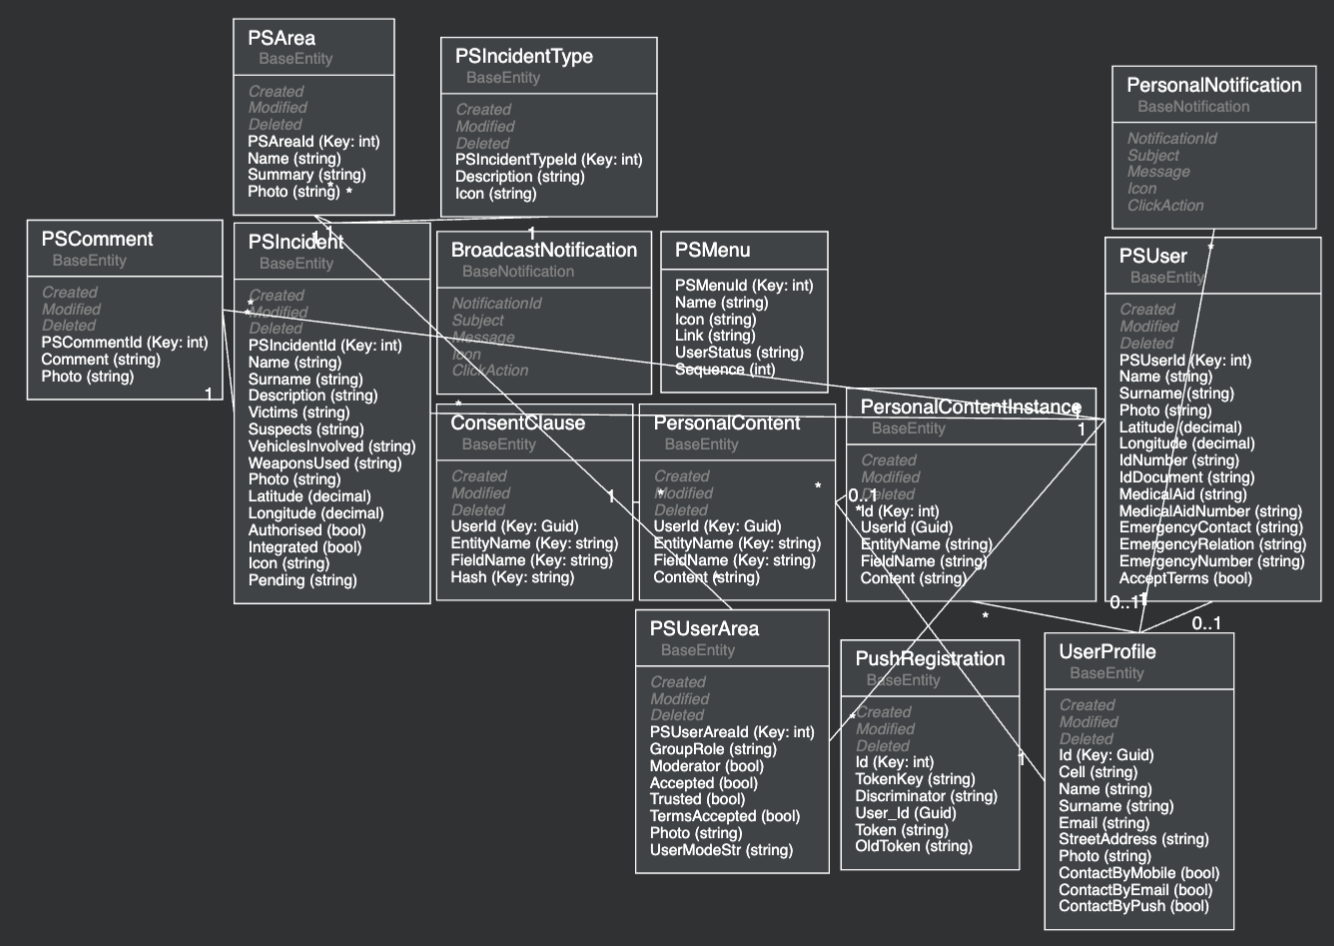 PSArea
BaseEntity
Created
Modified
Deleted
PSAreaId (Key: int)
Name (string)
Summary (string)
Photo (string)
*
*
PSIncidentType
BaseEntity
Created
Modified
Deleted
PSIncidentTypeId (Key: int)
Description (string)
Icon (string)
PersonalNotification
BaseNotification
NotificationId
Subject
Message
Icon
ClickAction
PSComment
BaseEntity
Created
Modified
Deleted
PSCommentId (Key: int)
Comment (string)
Photo (string)
1
PSIncident
1
1
BaseEntity
Created
*
Modified
*
Deleted
PSIncidentId (Key: int)
Name (string)
Surname (string)
Description (string)
Victims (string)
Suspects (string)
VehiclesInvolved (string)
WeaponsUsed (string)
Photo (string)
Latitude (decimal)
Longitude (decimal)
Authorised (bool)
Integrated (bool)
Icon (string)
Pending (string)
1
BroadcastNotification
BaseNotification
NotificationId
Subject
Message
Icon
ClickAction
PSMenu
PSMenuId (Key: int)
Name (string)
Icon (string)
Link (string)
UserStatus (string)
Sequence (int)
*
PSUser
BaseEntity
Created
Modified
Deleted
PSUserId (Key: int)
Name (string)
Surname (string)
Photo (string)
Latitude (decimal)
Longitude (decimal)
IdNumber (string)
IdDocument (string)
MedicalAid (string)
MedicalAidNumber (string)
EmergencyContact (string)
EmergencyRelation (string)
EmergencyNumber (string)
AcceptTerms (bool)
0..1
1
0..1
*
ConsentClause
BaseEntity
Created
Modified
Deleted
UserId (Key: Guid)
EntityName (Key: string)
FieldName (Key: string)
Hash (Key: string)
1
PersonalContent
BaseEntity
Created
*
Modified
*
Deleted
UserId (Key: Guid)
EntityName (Key: string)
FieldName (Key: string)
Content (string)
*
PersonalContentInstance
1
1
BaseEntity
Created
Modified
0..1
Deleted
*
Id (Key: int)
UserId (Guid)
EntityName (string)
FieldName (string)
Content (string)
*
PSUserArea
BaseEntity
Created
Modified
Deleted
PSUserAreaId (Key: int)
GroupRole (string)
Moderator (bool)
Accepted (bool)
Trusted (bool)
TermsAccepted (bool)
Photo (string)
UserModeStr (string)
PushRegistration
BaseEntity
*
Created
Modified
Deleted
Id (Key: int)
TokenKey (string)
Discriminator (string)
User_Id (Guid)
Token (string)
OldToken (string)
1
UserProfile
BaseEntity
Created
Modified
Deleted
Id (Key: Guid)
Cell (string)
Name (string)
Surname (string)
Email (string)
StreetAddress (string)
Photo (string)
ContactByMobile (bool)
ContactByEmail (bool)
ContactByPush (bool)